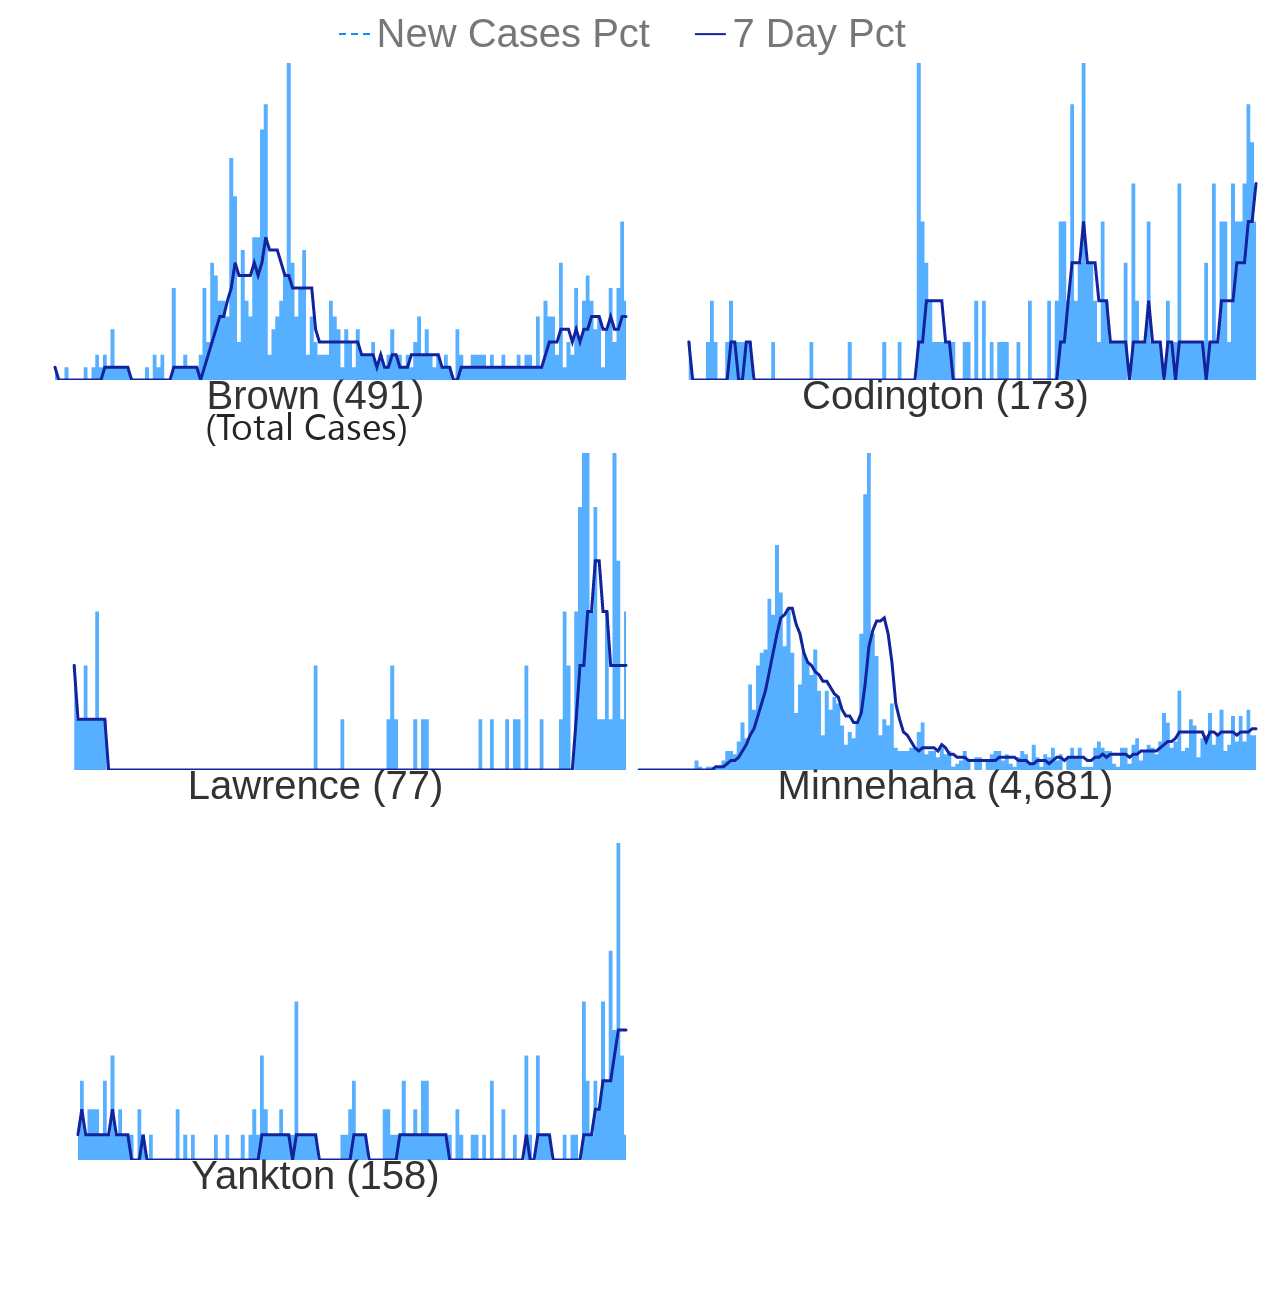 New Cases Pct 7 Day Pct
Brown (491)
(Total Cases)
Codington (173)
Lawrence (77)
Minnehaha (4,681)
Yankton (158)